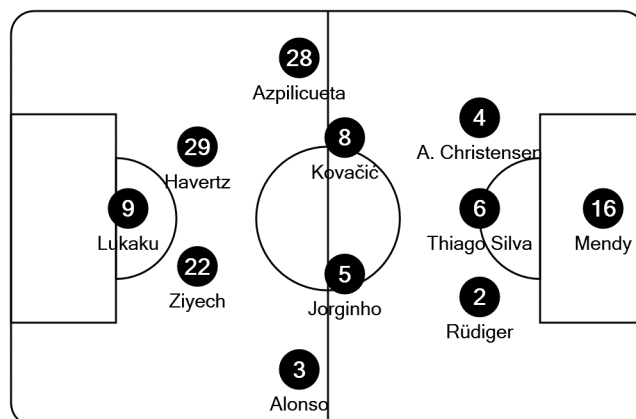 28
Azpilicueta
4
A. Christensen
8
Kovačić
29
Havertz
9
Lukaku
6
Thiago Silva
16
Mendy
22
Ziyech
5
Jorginho
2
Rüdiger
3
Alonso